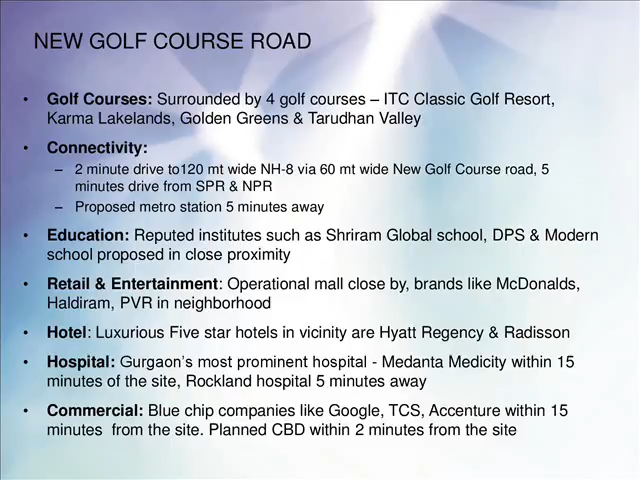 NEW GOLF COURSE ROAD
• Golf Courses: Surrounded by 4 golf courses – ITC Classic Golf Resort,
Karma Lakelands, Golden Greens & Tarudhan Valley
• Connectivity:
– 2 minute drive to120 mt wide NH-8 via 60 mt wide New Golf Course road, 5
minutes drive from SPR & NPR
– Proposed metro station 5 minutes away
• Education: Reputed institutes such as Shriram Global school, DPS & Modern
school proposed in close proximity
• Retail & Entertainment: Operational mall close by, brands like McDonalds,
Haldiram, PVR in neighborhood
• Hotel: Luxurious Five star hotels in vicinity are Hyatt Regency & Radisson
• Hospital: Gurgaon’s most prominent hospital - Medanta Medicity within 15
minutes of the site, Rockland hospital 5 minutes away
• Commercial: Blue chip companies like Google, TCS, Accenture within 15
minutes  from the site. Planned CBD within 2 minutes from the site